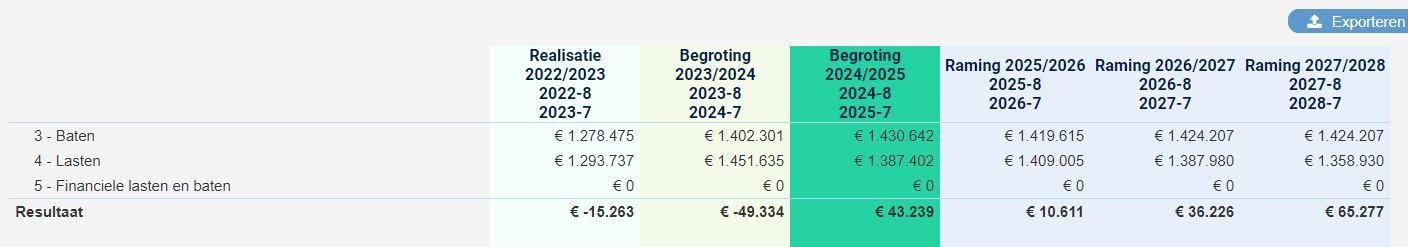 Exporteren
Realisatie 2022/2023 2022-8 2023-7
Begroting 2023/2024 2023-8 2024-7
Begroting 2024/2025 2024-8 2025-7
Raming 2025/2026 2025-8 2026-7
Raming 2026/2027 2026-8 2027-7
Raming 2027/2028 2027-8 2028-7
3 - Baten € 1.278.475 € 1.402.301 € 1.430.642 € 1.419.615 € 1.424.207 € 1.424.207
4 - Lasten € 1.293.737 € 1.451.635 € 1.387.402 € 1.409.005 € 1.387.980 € 1.358.930
5 - Financiele lasten en baten € 0 € 0 € 0 € 0 € 0 € 0
Resultaat € -15.263 € -49.334 € 43.239 € 10.611 € 36.226 € 65.277